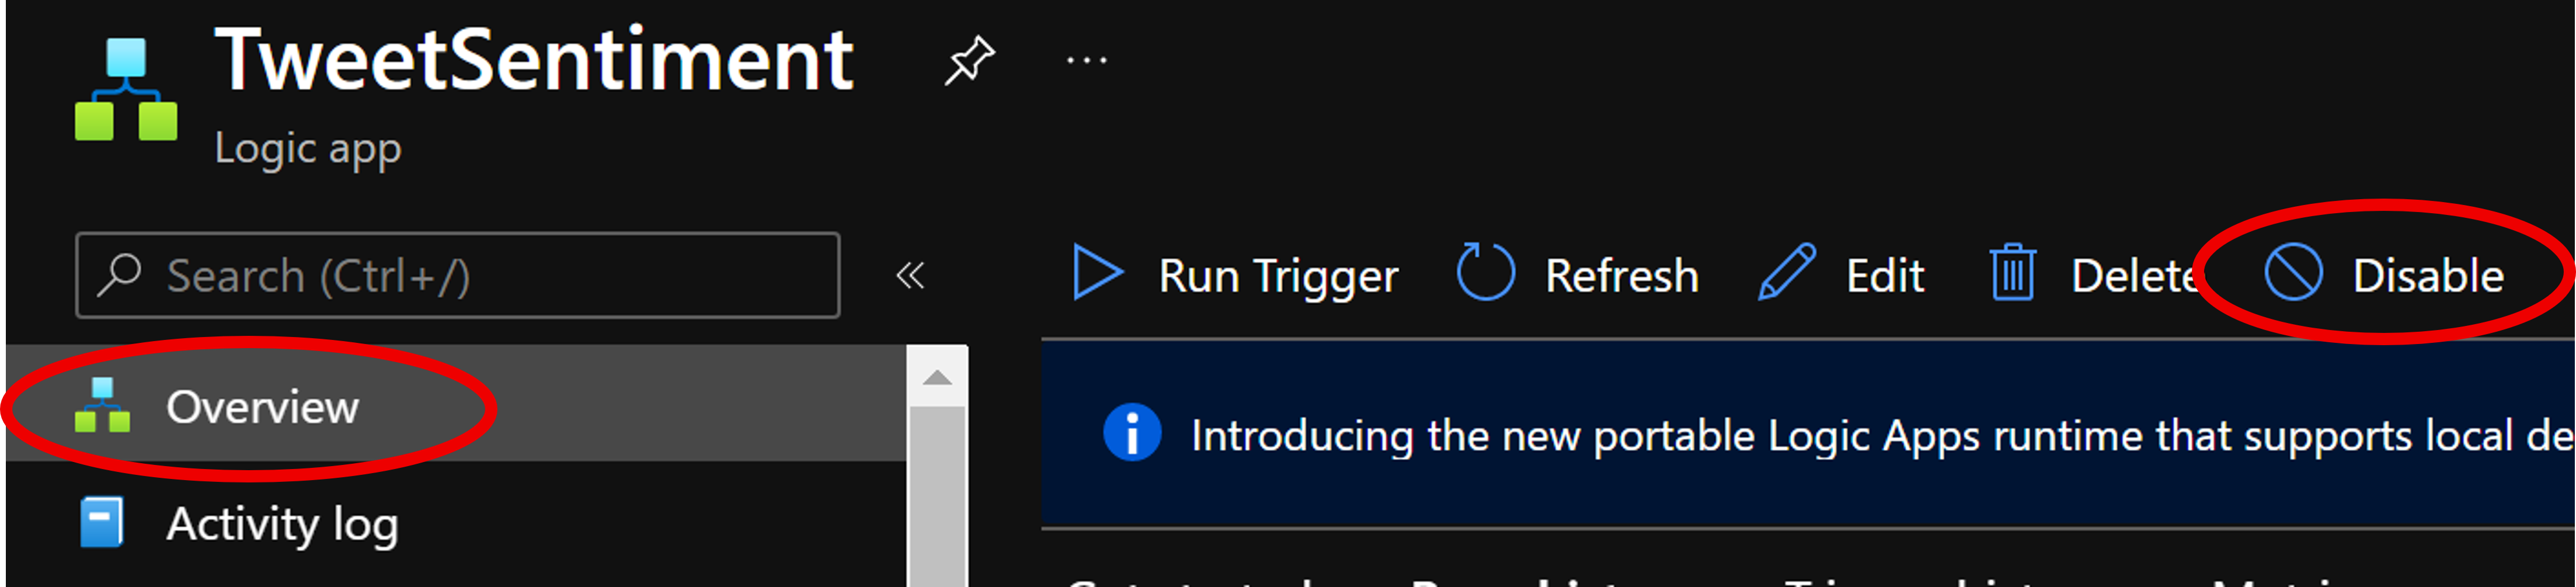 TweetSentiment
Logic app
Search (Ctrl+/)
Run Trigger Refresh Edit Delete Disable
Overview
Introducing the new portable Logic Apps runtime that supports local de
Activity log